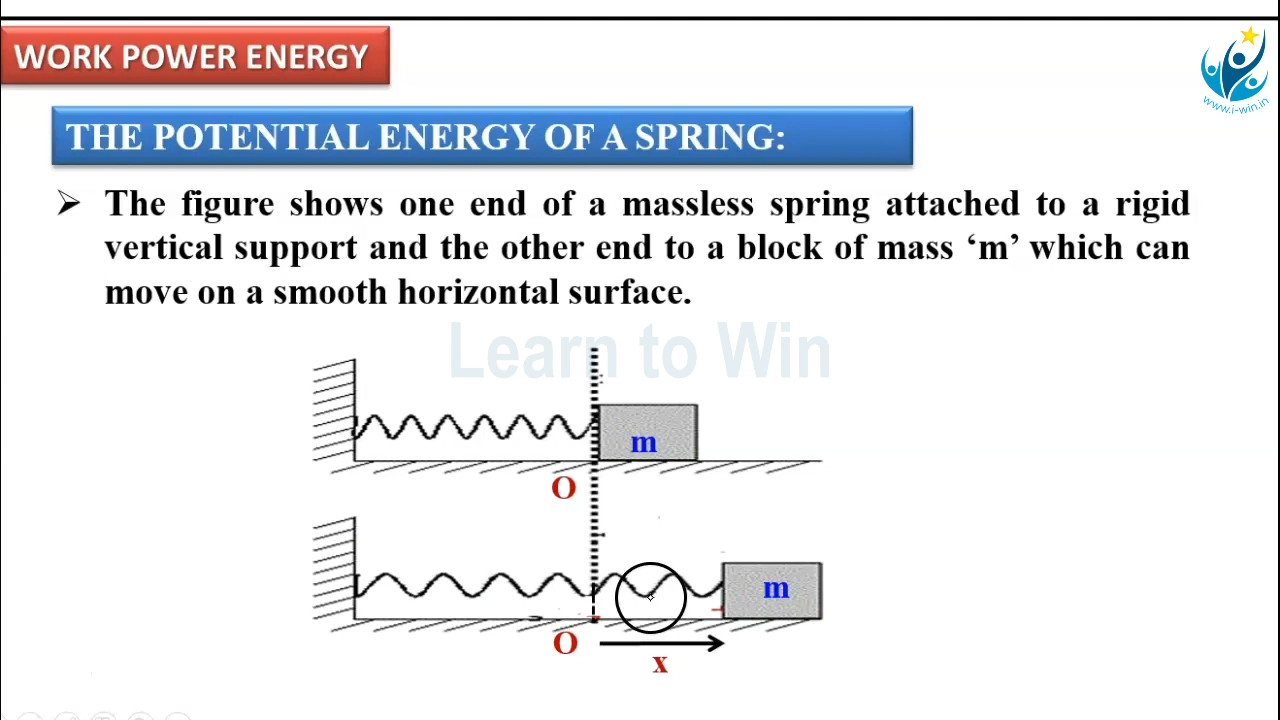 WORK POWER ENERGY
www.i-win.in
THE POTENTIAL ENERGY OF A SPRING:
➢ The figure shows one end of a massless spring attached to a rigid
vertical support and the other end to a block of mass ‘m’ which can
move on a smooth horizontal surface.
Learn to Win
m
O
m
O
x